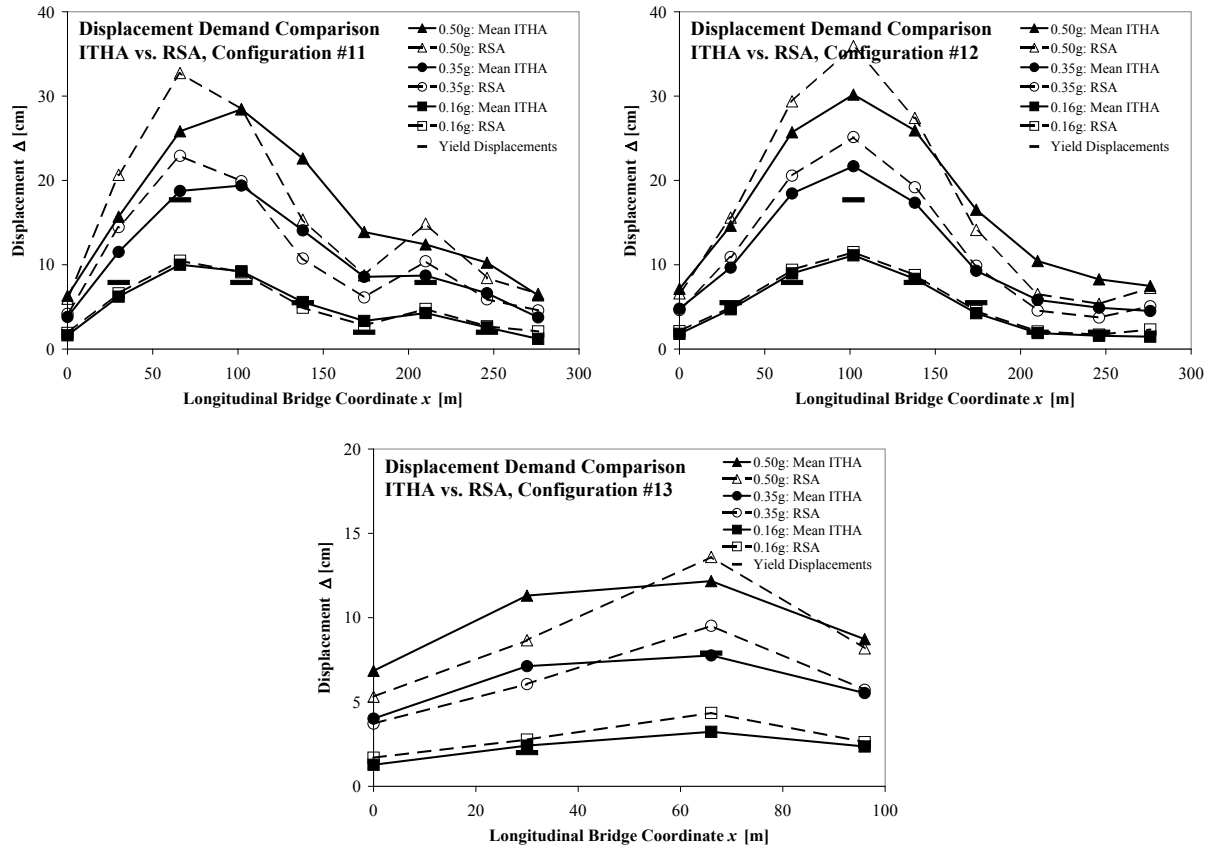 Displacement Demand Comparison
ITHA vs. RSA, Configuration #11
0.50g: Mean ITHA
0.50g: RSA
0.35g: Mean ITHA
0.35g: RSA
0.16g: Mean ITHA
0.16g: RSA
Yield Displacements
40
30
20
10
0
Displacement Δ [cm]
0 50 100 150 200 250 300
Longitudinal Bridge Coordinate x [m]
Displacement Demand Comparison
ITHA vs. RSA, Configuration #12
0.50g: Mean ITHA
0.50g: RSA
0.35g: Mean ITHA
0.35g: RSA
0.16g: Mean ITHA
0.16g: RSA
Yield Displacements
40
30
20
10
0
Displacement Δ [cm]
0 50 100 150 200 250 300
Longitudinal Bridge Coordinate x [m]
Displacement Demand Comparison
ITHA vs. RSA, Configuration #13
0.50g: Mean ITHA
0.50g: RSA
0.35g: Mean ITHA
0.35g: RSA
0.16g: Mean ITHA
0.16g: RSA
Yield Displacements
20
15
10
5
0
Displacement Δ [cm]
0 20 40 60 80 100
Longitudinal Bridge Coordinate x [m]